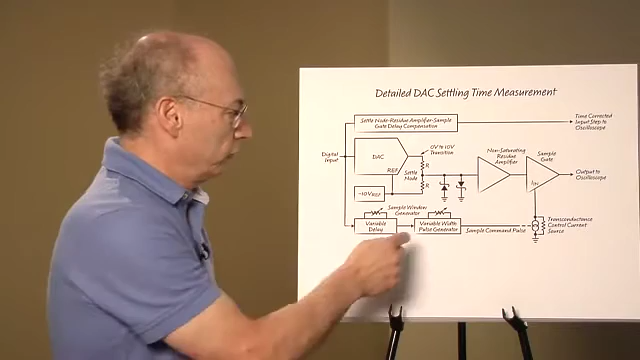 Detailed DAC Settling Time Measurement
Settle Node-Residue Amplifier-Sample
Gate Delay Compensation
Time Corrected
Input Step to
Oscilloscope
Digital
Input
DAC
REF
0V to 10V
Transition
R
Settle
Node
R
-10VREF
Non-Saturating
Residue
Amplifier
Sample
Gate
IIN
Output to
Oscilloscope
Sample Window
Generator
Variable
Delay
Variable Width
Pulse Generator
Sample Command Pulse
Transconductance
Control Current
Source